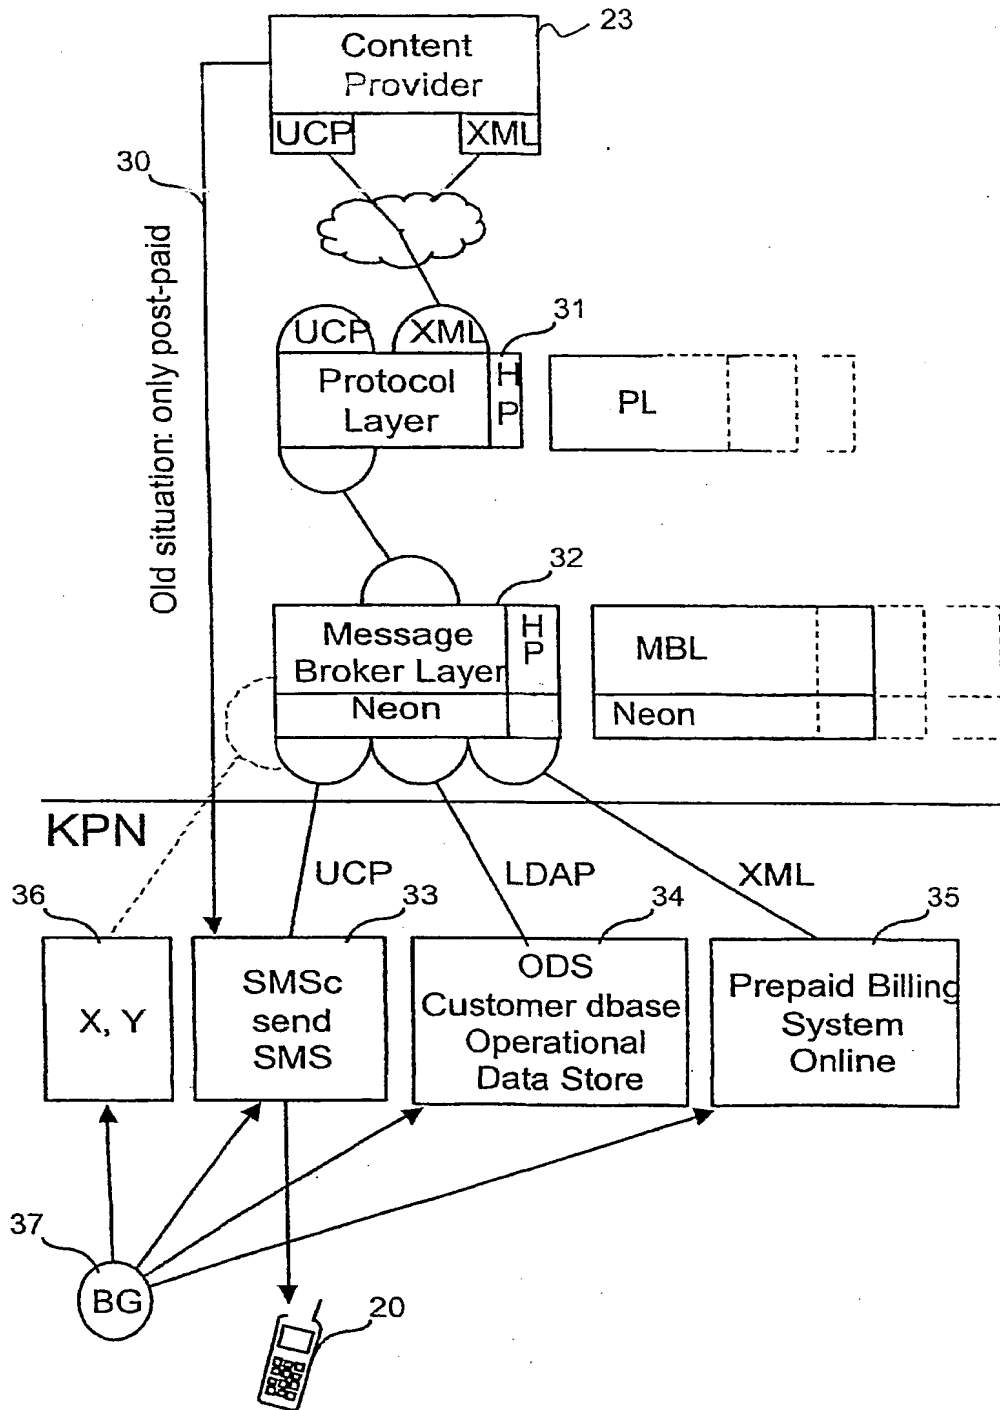 23
Content
Provider
UCP
XML
30
Old situation: only post-paid
31
UCP
XML
Protocol
Layer
H
P
PL
32
Message
Broker Layer
H
P
Neon
MBL
Neon
KPN
UCP
LDAP
XML
36
33
34
35
X, Y
SMSc
send
SMS
ODS
Customer dbase
Operational
Data Store
Prepaid Billing
System
Online
37
BG
20